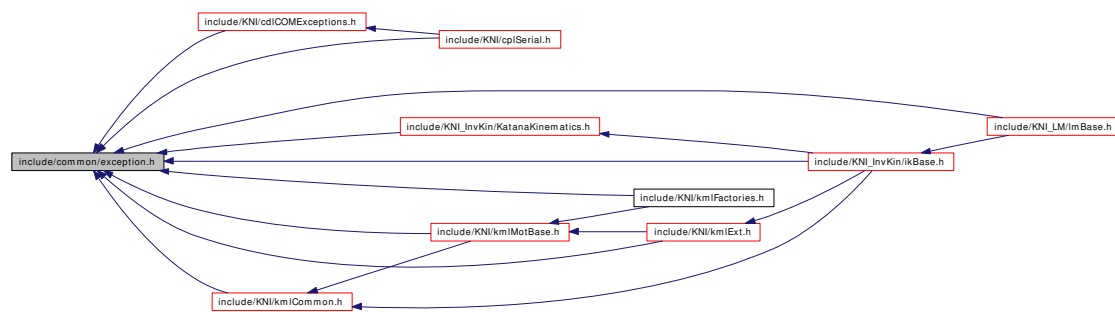 include/KNI/cdlCOMExceptions.h
include/KNI/cplSerial.h
include/KNI_InvKin/KatanaKinematics.h
include/KNI_LM/lmBase.h
include/common/exception.h
include/KNI_InvKin/ikBase.h
include/KNI/kmlFactories.h
include/KNI/kmlMotBase.h
include/KNI/kmlExt.h
include/KNI/kmlCommon.h